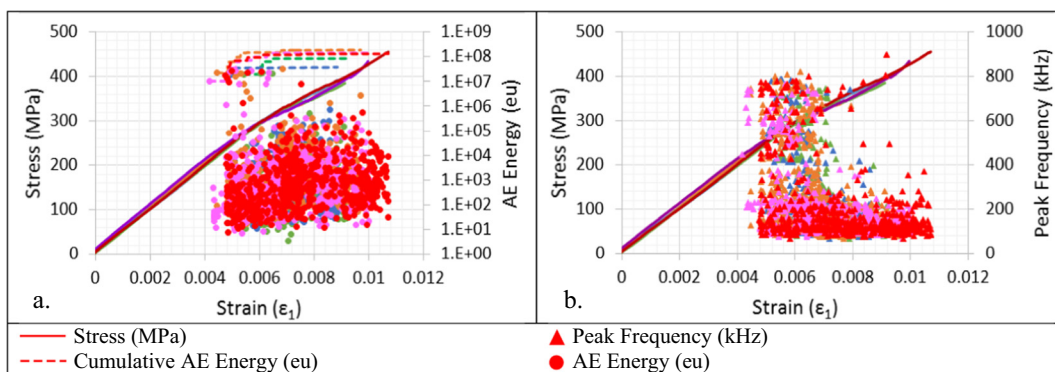 500
400
300
200
100
0
Stress (MPa)
1.E+09
1.E+08
1.E+07
1.E+06
1.E+05
1.E+04
1.E+03
1.E+02
1.E+01
1.E+00
AE Energy (eu)
0 0.002 0.004 0.006 0.008 0.01 0.012
a. Strain (ε1)
500
400
300
200
100
0
Stress (MPa)
1000
800
600
400
200
0
Peak Frequency (kHz)
0 0.002 0.004 0.006 0.008 0.01 0.012
b. Strain (ε1)
Stress (MPa) Peak Frequency (kHz)
Cumulative AE Energy (eu) AE Energy (eu)